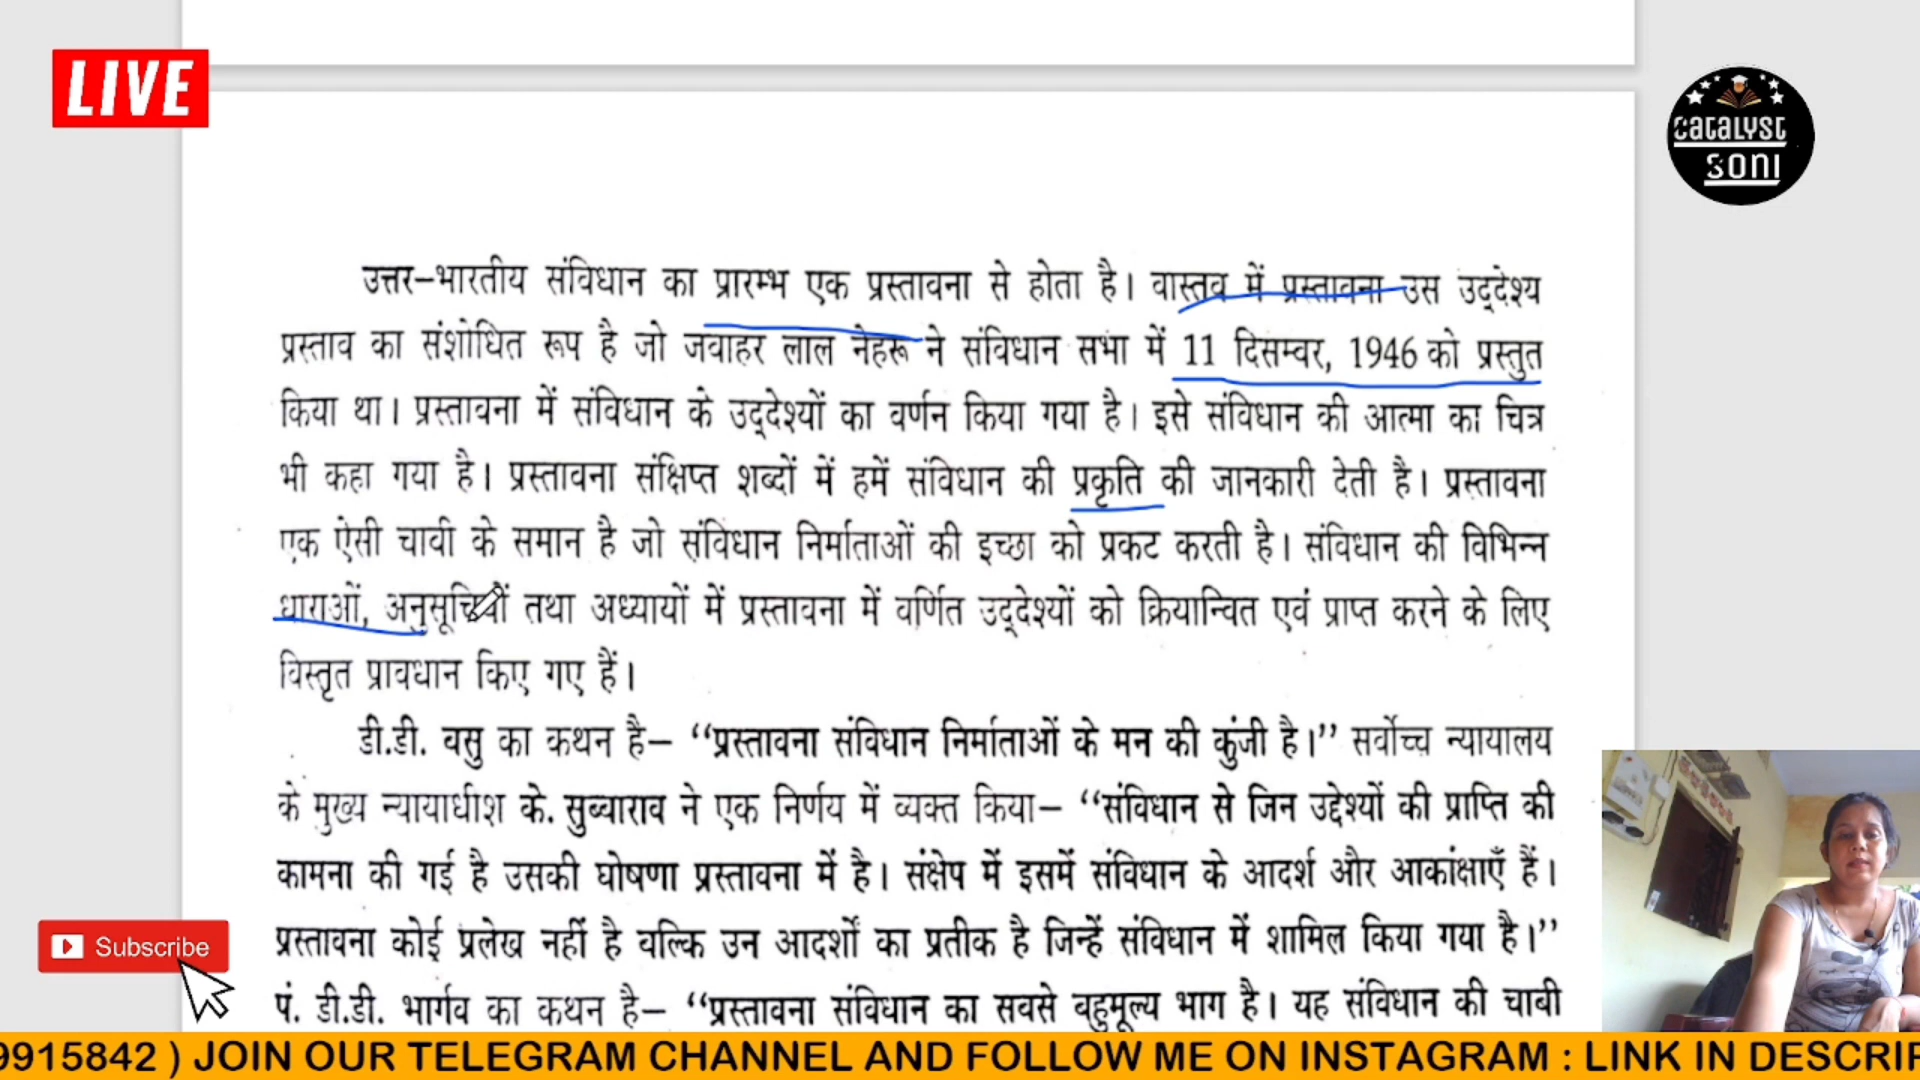 LIVE
CATALYST
SONI
उत्तर–भारतीय संविधान का प्रारम्भ एक प्रस्तावना से होता है। वास्तव में प्रस्तावना उस उद्देश्य
प्रस्ताव का संशोधित रूप है जो जवाहर लाल नेहरू ने संविधान सभा में 11 दिसम्वर, 1946 को प्रस्तुत
किया था। प्रस्तावना में संविधान के उद्देश्यों का वर्णन किया गया है। इसे संविधान की आत्मा का चित्र
भी कहा गया है। प्रस्तावना संक्षिप्त शब्दों में हमें संविधान की प्रकृति की जानकारी देती है। प्रस्तावना
एक ऐसी चावी के समान है जो संविधान निर्माताओं की इच्छा को प्रकट करती है। संविधान की विभिन्न
धाराओं, अनुसूचियों तथा अध्यायों में प्रस्तावना में वर्णित उद्देश्यों को क्रियान्वित एवं प्राप्त करने के लिए
विस्तृत प्रावधान किए गए हैं।
डी.डी. वसु का कथन है– “प्रस्तावना संविधान निर्माताओं के मन की कुंजी है।” सर्वोच्च न्यायालय
के मुख्य न्यायाधीश के. सुब्वाराव ने एक निर्णय में व्यक्त किया– “संविधान से जिन उद्देश्यों की प्राप्ति की
कामना की गई है उसकी घोषणा प्रस्तावना में है। संक्षेप में इसमें संविधान के आदर्श और आकांक्षाएँ हैं।
प्रस्तावना कोई प्रलेख नहीं है वल्कि उन आदर्शों का प्रतीक है जिन्हें संविधान में शामिल किया गया है।”
पं. डी.डी. भार्गव का कथन है– “प्रस्तावना संविधान का सवसे वहुमूल्य भाग है। यह संविधान की चाबी
Subscribe
9915842 ) JOIN OUR TELEGRAM CHANNEL AND FOLLOW ME ON INSTAGRAM : LINK IN DESCRIP